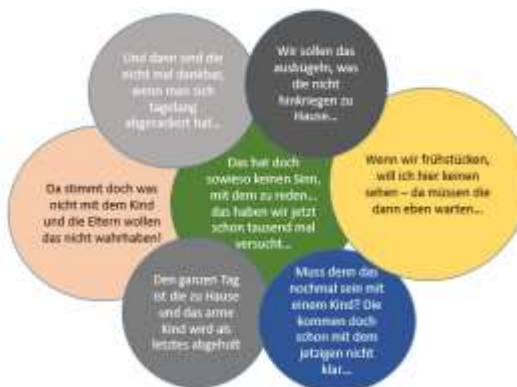 Und dann sind die
nicht mal dankbar,
wenn man sich
tagelang
abgerackert hat...
Wir sollen das
ausbügeln, was
die nicht
hinkriegen zu
Hause...
Wenn wir frühstücken,
will ich hier keinen
sehen – da müssen die
dann eben warten...
Das hat doch
sowieso keinen Sinn,
mit dem zu reden...
das haben wir jetzt
schon tausend mal
versucht...
Da stimmt doch was
nicht mit dem Kind
und die Eltern wollen
das nicht wahrhaben!
Den ganzen Tag
ist die zu Hause
und das arme
Kind wird als
letztes abgeholt
Muss denn das
nochmal sein mit
einem Kind? Die
kommen doch
schon mit dem
jetzigen nicht
klar...